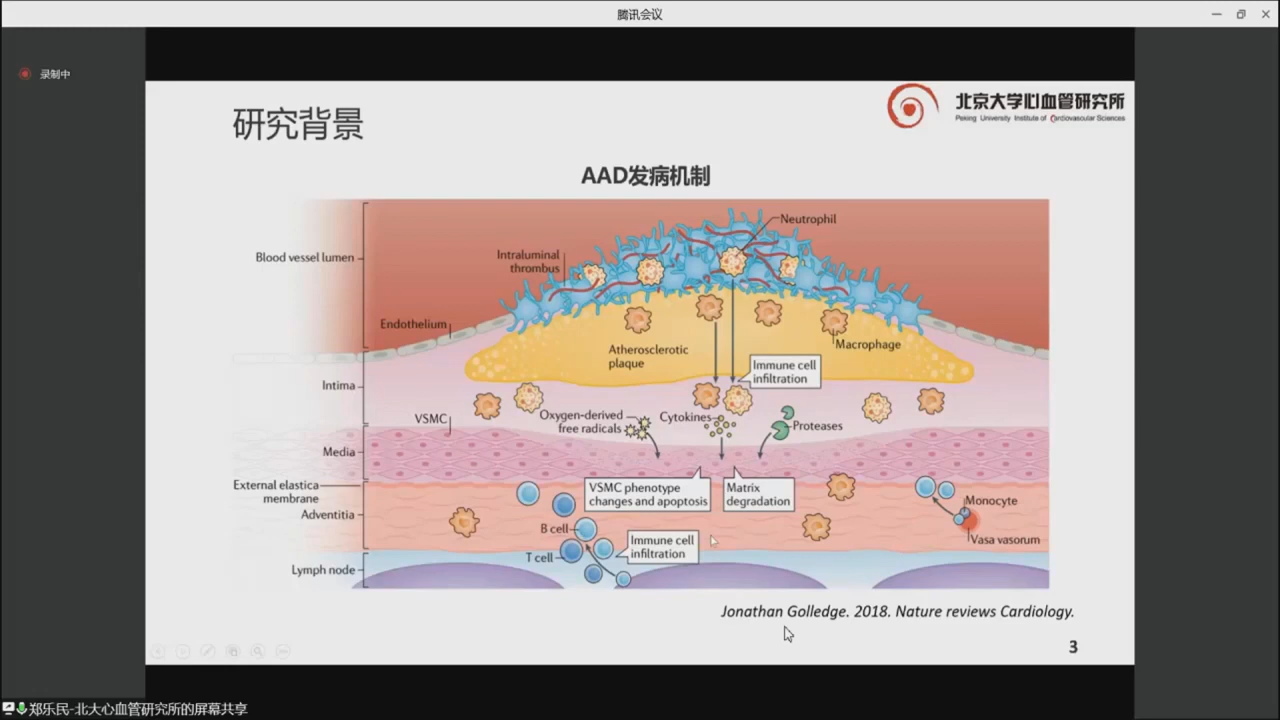 腾讯会议
录制中
研究背景
北京大学心血管研究所
Peking University Institute of Cardiovascular Sciences
AAD发病机制
Neutrophil
Blood vessel lumen
Intraluminal
thrombus
Endothelium
Macrophage
Atherosclerotic
plaque
Immune cell
infiltration
Intima
VSMC
Oxygen-derived
free radicals
Cytokines
Proteases
Media
External elastica
membrane
VSMC phenotype
changes and apoptosis
Matrix
degradation
Adventitia
Monocyte
B cell
Immune cell
infiltration
Vasa vasorum
T cell
Lymph node
Jonathan Golledge. 2018. Nature reviews Cardiology.
3
郑乐民-北大心血管研究所的屏幕共享